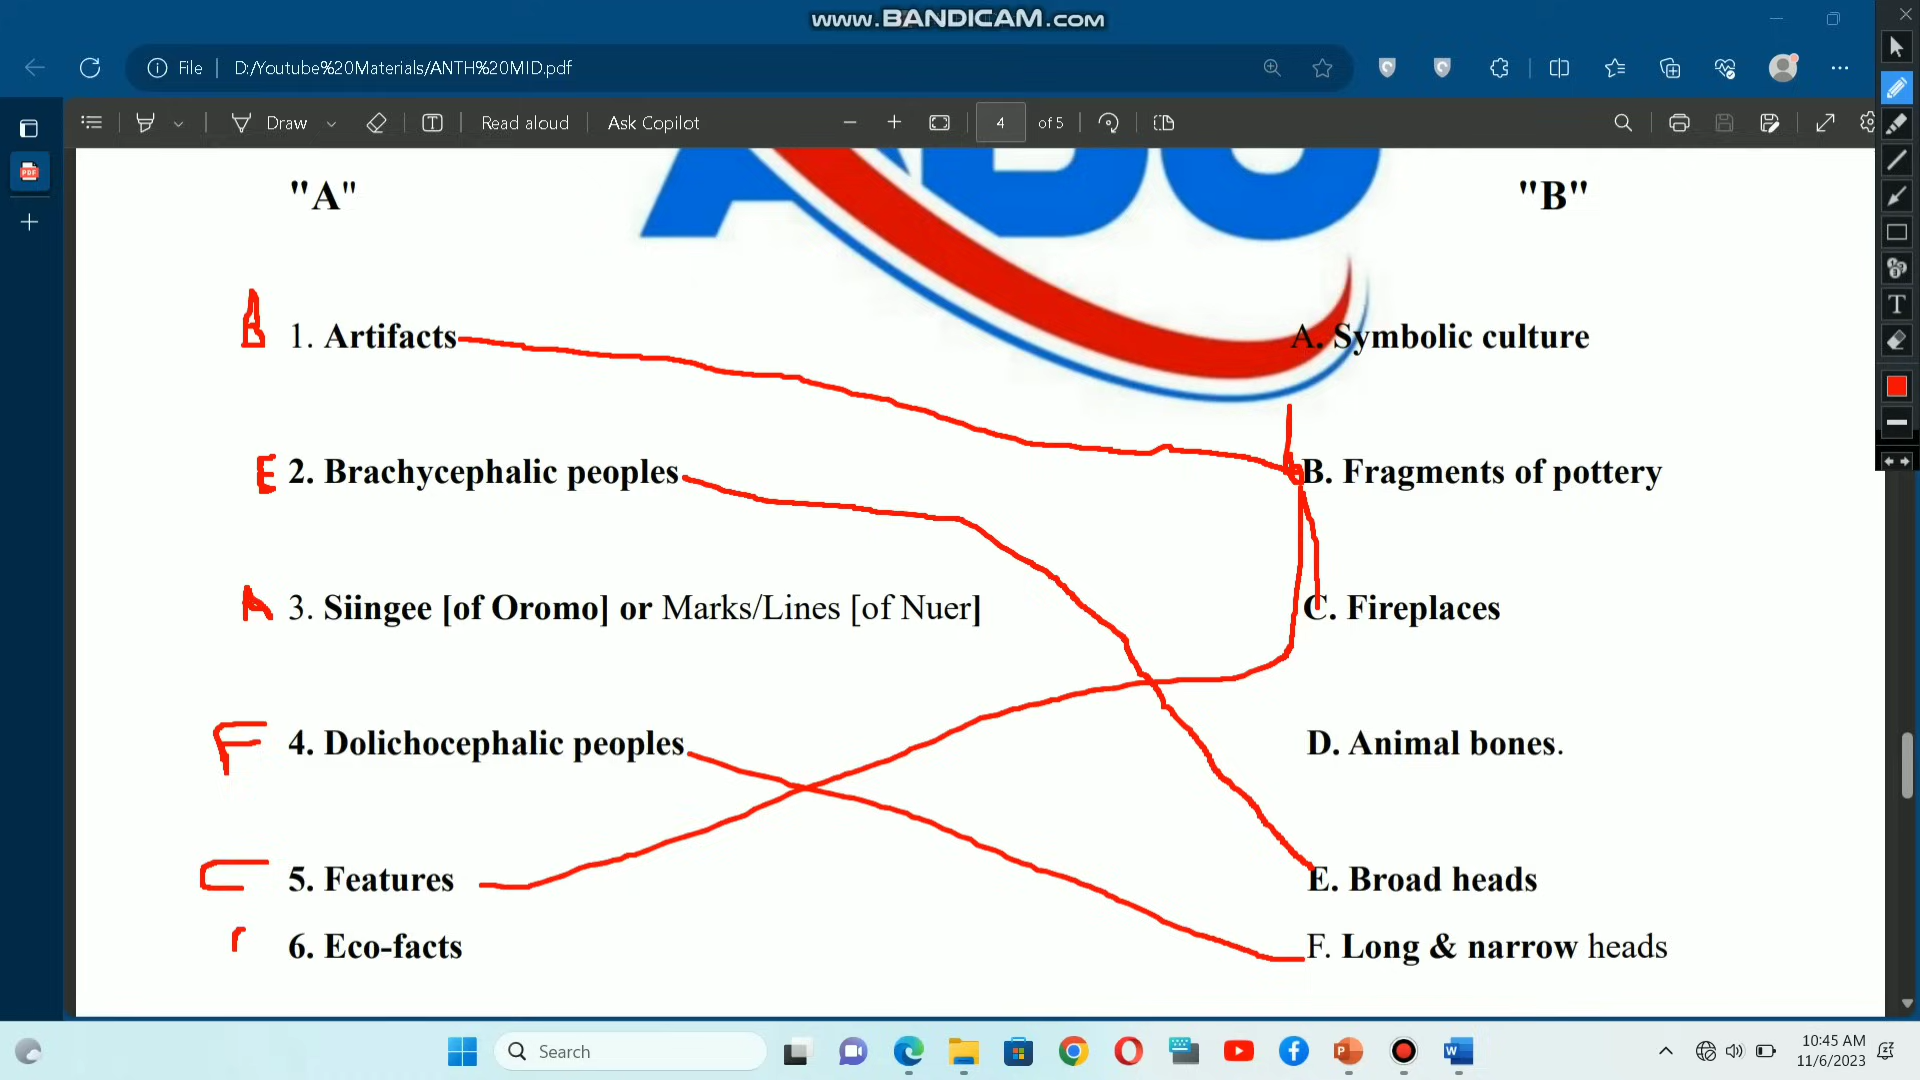 www.BANDICAM.com
File D:/Youtube%20Materials/ANTH%20MID.pdf
Draw Read aloud Ask Copilot 4 of 5
"A" "B"
B 1. Artifacts A. Symbolic culture
E 2. Brachycephalic peoples B. Fragments of pottery
A 3. Siingee [of Oromo] or Marks/Lines [of Nuer] C. Fireplaces
F 4. Dolichocephalic peoples D. Animal bones.
C 5. Features E. Broad heads
6. Eco-facts F. Long & narrow heads
Search
10:45 AM
11/6/2023